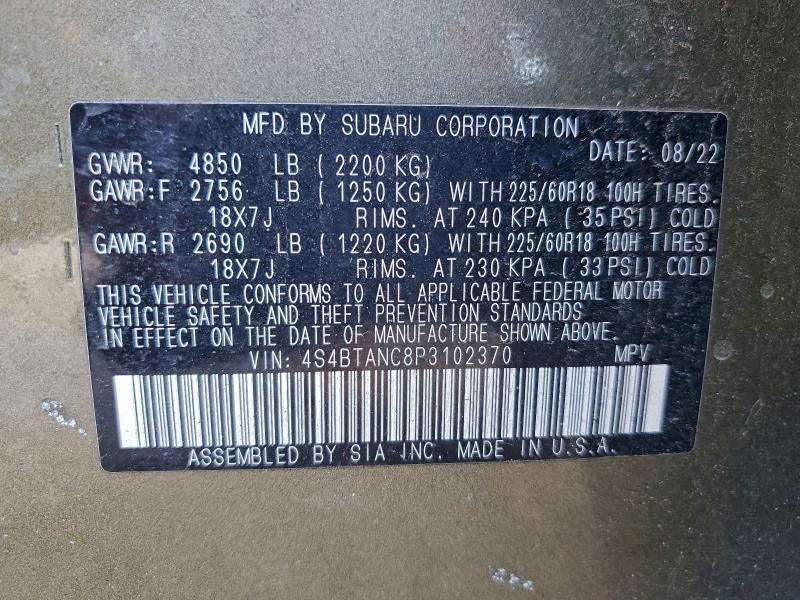 MFD BY SUBARU CORPORATION
DATE: 08/22
GVWR: 4850 LB ( 2200 KG)
GAWR:F 2756 LB ( 1250 KG) WITH 225/60R18 100H TIRES.
18X7J RIMS. AT 240 KPA ( 35 PSI) COLD
GAWR:R 2690 LB ( 1220 KG) WITH 225/60R18 100H TIRES.
18X7J RIMS. AT 230 KPA ( 33 PSI) COLD
THIS VEHICLE CONFORMS TO ALL APPLICABLE FEDERAL MOTOR
VEHICLE SAFETY AND THEFT PREVENTION STANDARDS
IN EFFECT ON THE DATE OF MANUFACTURE SHOWN ABOVE.
VIN: 4S4BTANC8P3102370 MPV
ASSEMBLED BY SIA INC. MADE IN U.S.A.